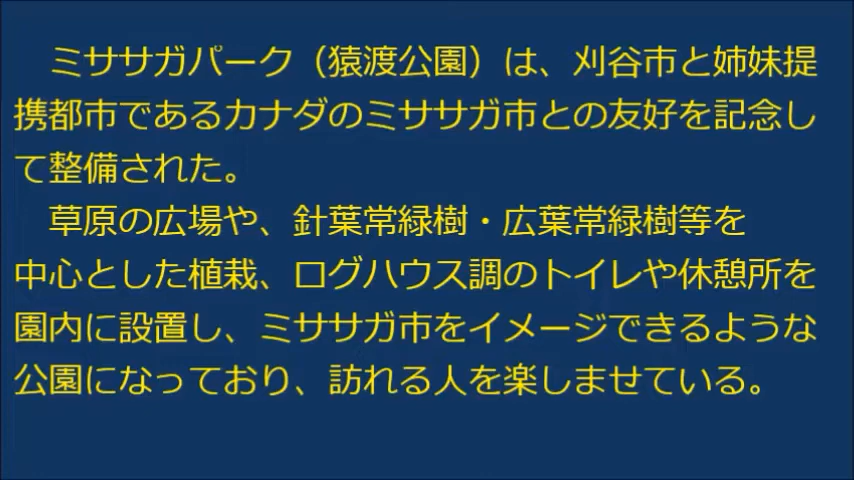 ミササガパーク（猿渡公園）は、刈谷市と姉妹提
携都市であるカナダのミササガ市との友好を記念し
て整備された。
草原の広場や、針葉常緑樹・広葉常緑樹等を
中心とした植栽、ログハウス調のトイレや休憩所を
園内に設置し、ミササガ市をイメージできるような
公園になっており、訪れる人を楽しませている。